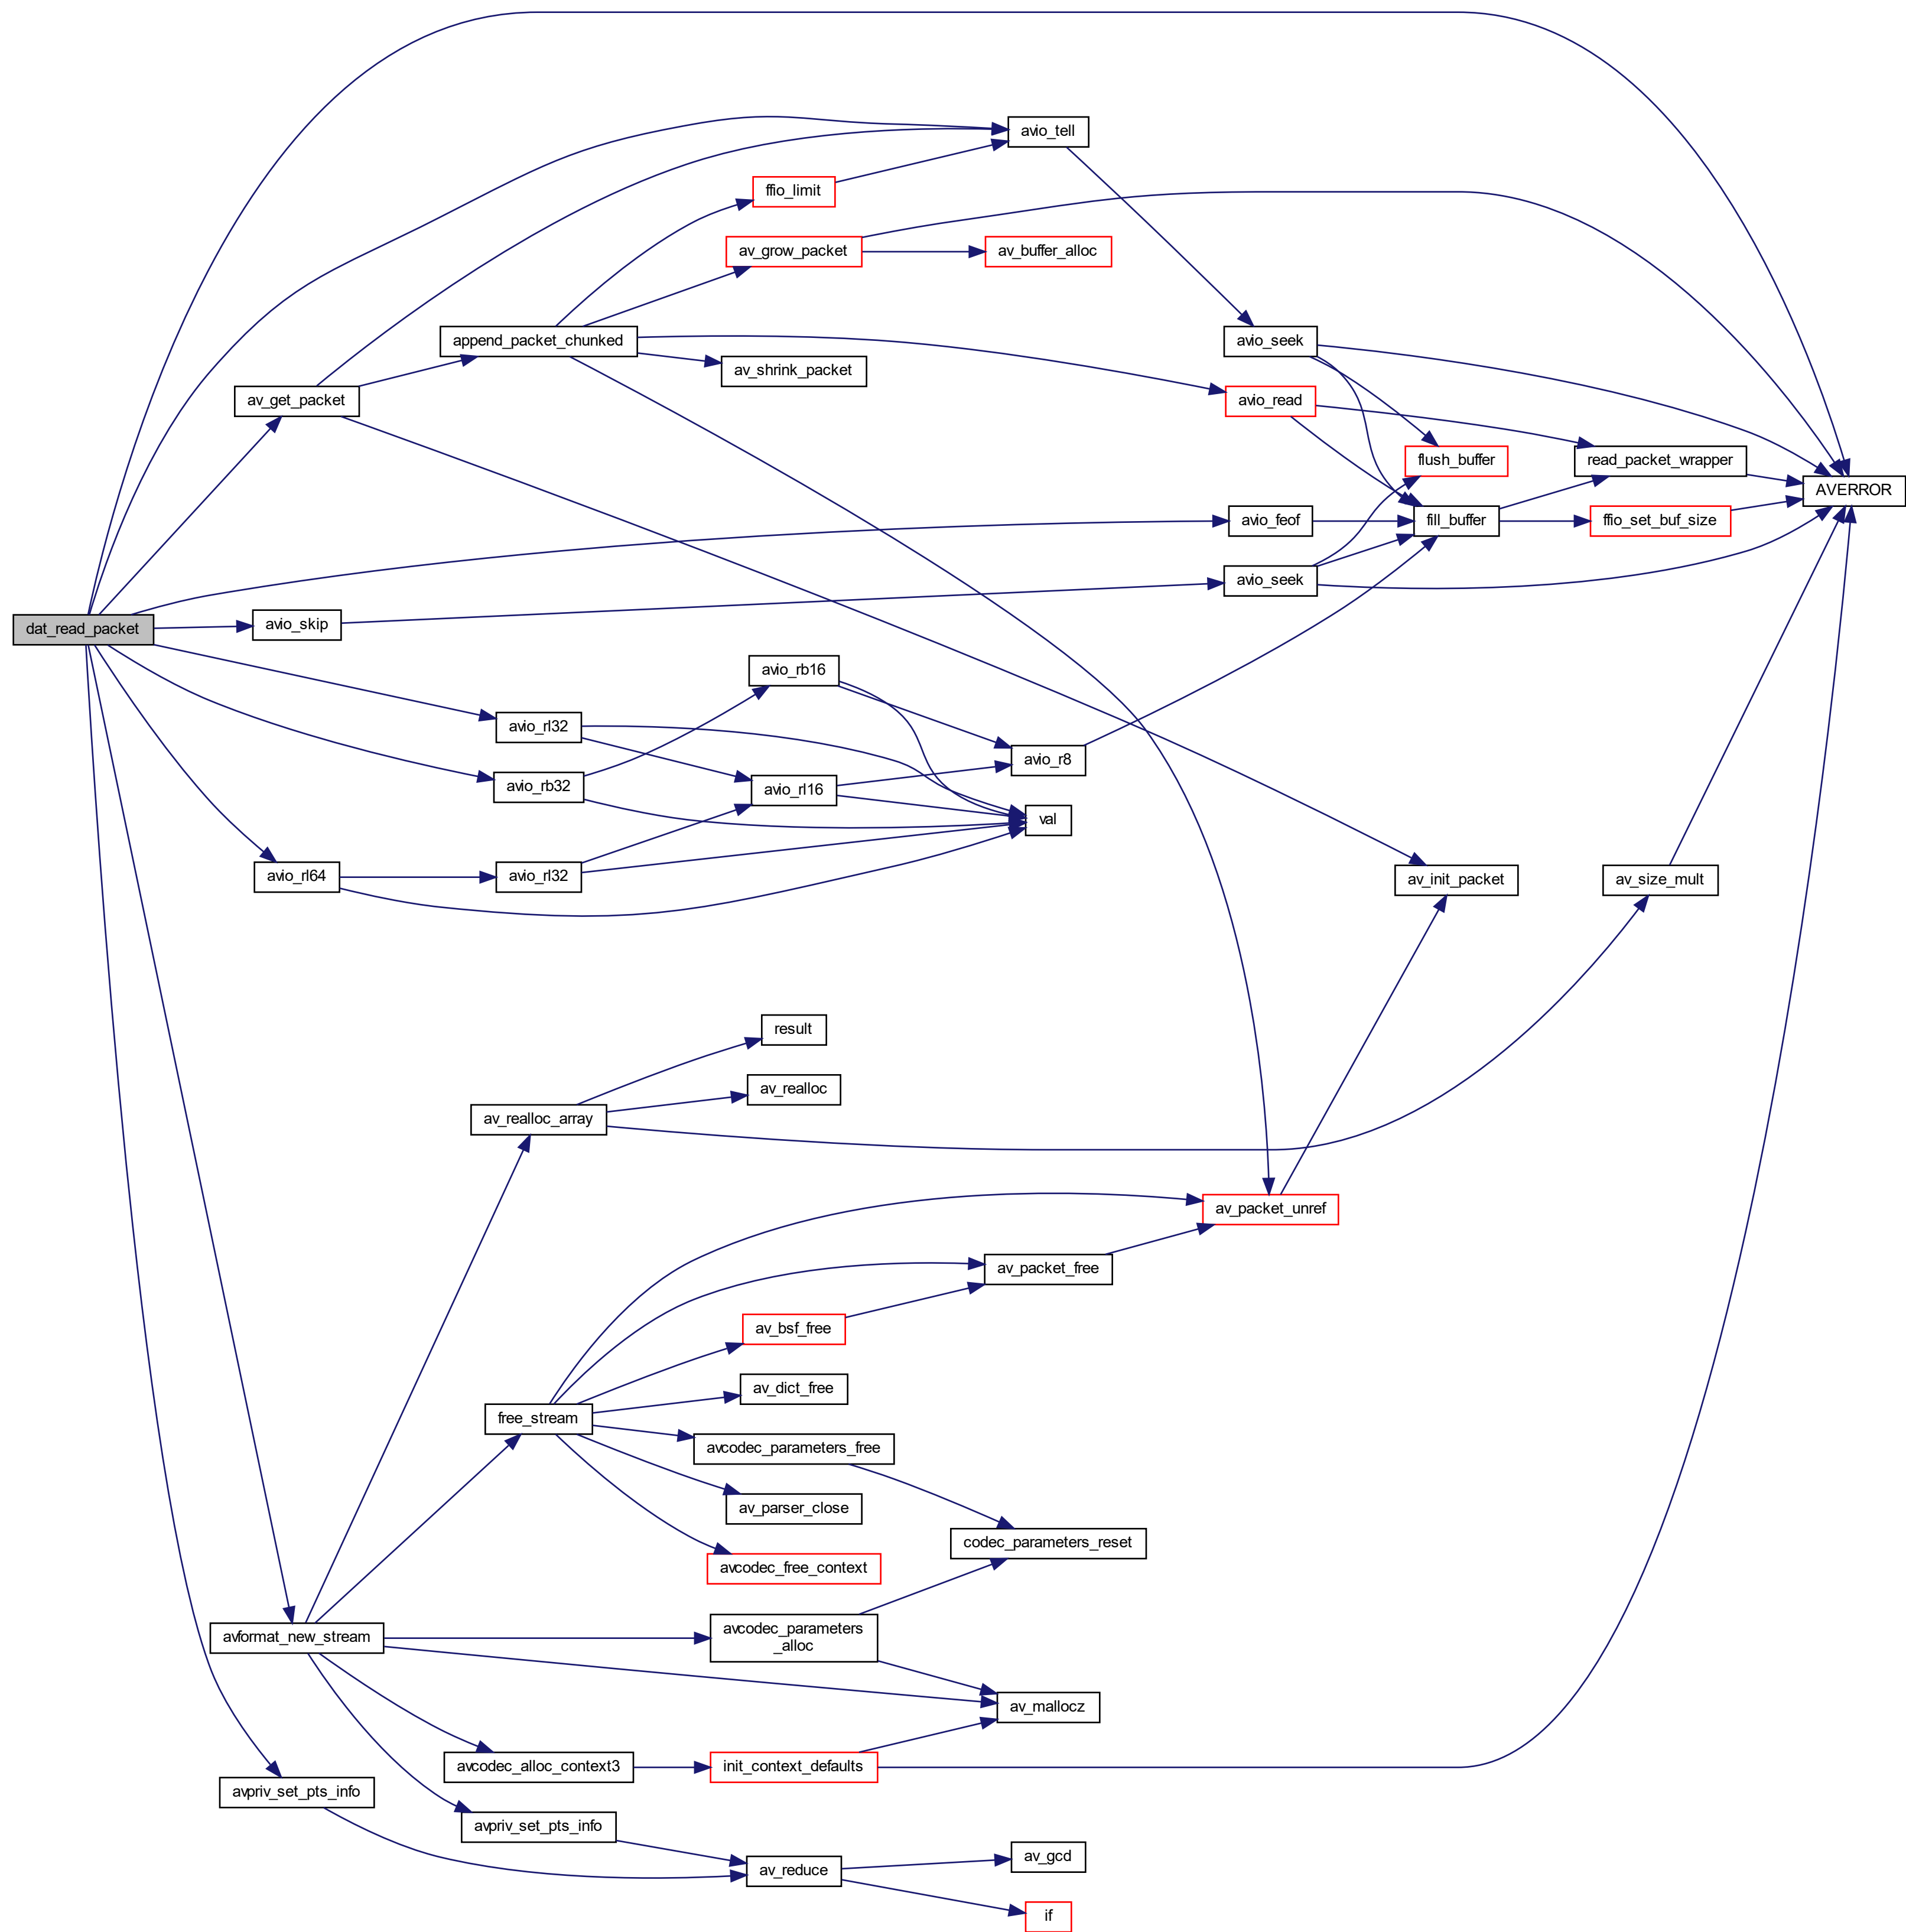 avio_tell
ffio_limit
av_grow_packet
av_buffer_alloc
append_packet_chunked
avio_seek
av_shrink_packet
av_get_packet
avio_read
flush_buffer
read_packet_wrapper
AVERROR
avio_feof
fill_buffer
ffio_set_buf_size
avio_seek
dat_read_packet
avio_skip
avio_rb16
avio_rl32
avio_r8
avio_rb32
avio_rl16
val
avio_rl64
avio_rl32
av_init_packet
av_size_mult
result
av_realloc
av_realloc_array
av_packet_unref
av_packet_free
av_bsf_free
av_dict_free
free_stream
avcodec_parameters_free
av_parser_close
codec_parameters_reset
avcodec_free_context
avformat_new_stream
avcodec_parameters
_alloc
av_mallocz
avcodec_alloc_context3
init_context_defaults
avpriv_set_pts_info
avpriv_set_pts_info
av_gcd
av_reduce
if